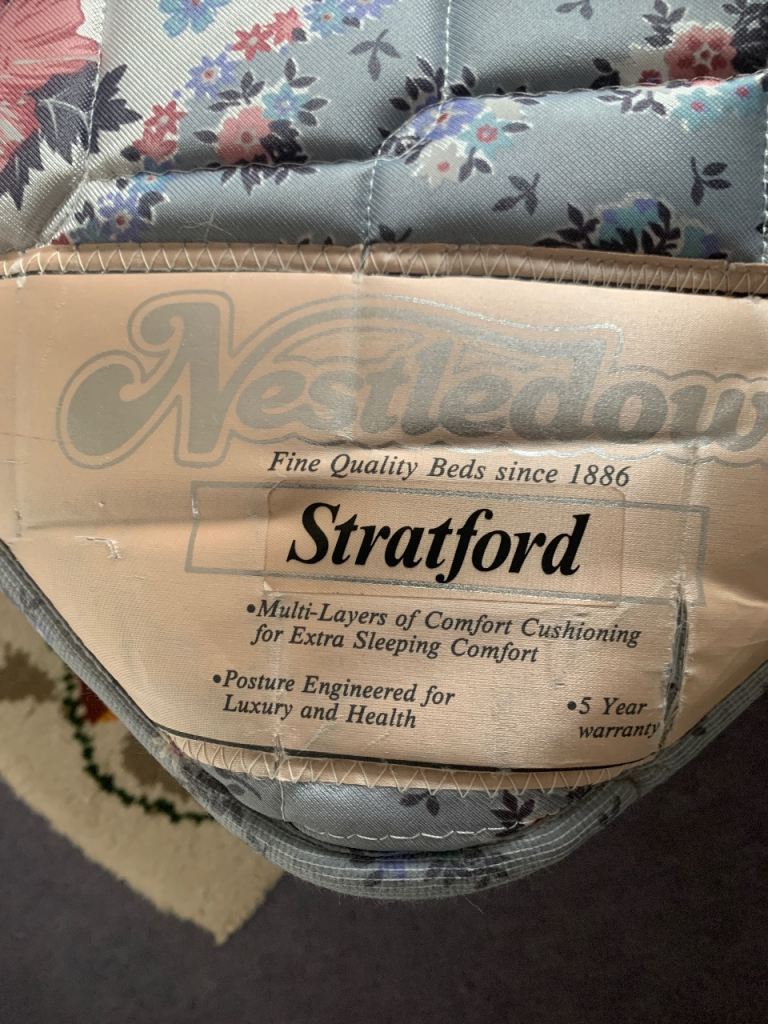 Nestledow
Fine Quality Beds since 1886
Stratford
•Multi-Layers of Comfort Cushioning
for Extra Sleeping Comfort
•Posture Engineered for
Luxury and Health
•5 Year
warranty